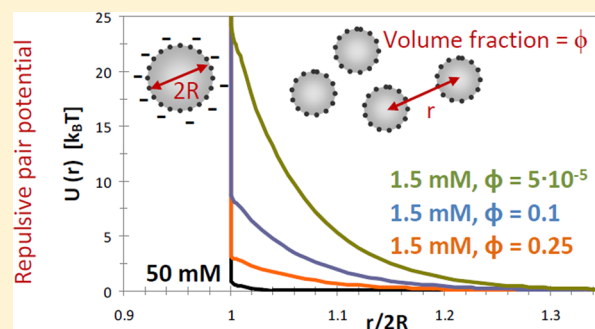 Repulsive pair potential
U (r) [kBT]
25
20
15
10
5
0
2R
Volume fraction = ϕ
r
1.5 mM, ϕ = 5·10-5
1.5 mM, ϕ = 0.1
1.5 mM, ϕ = 0.25
50 mM
0.9
1
1.1
1.2
1.3
r/2R